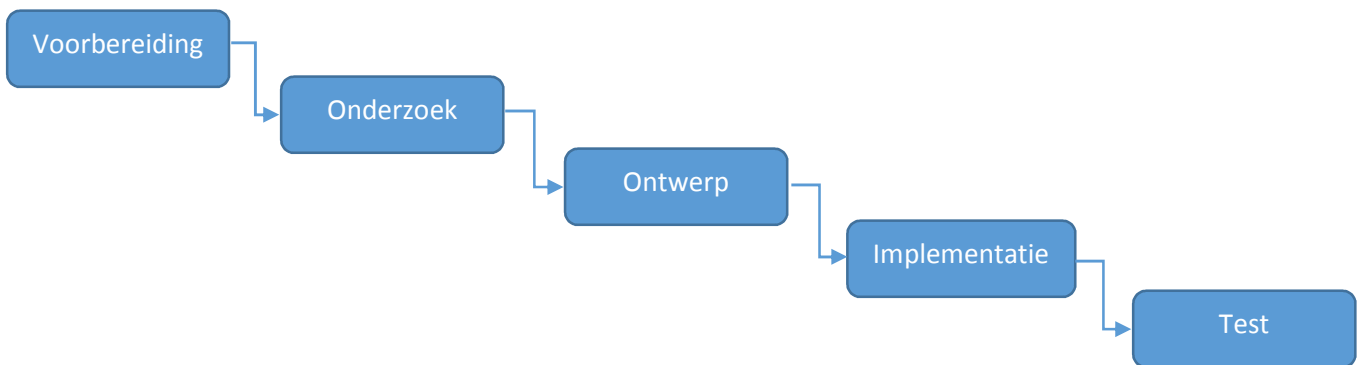 Voorbereiding
Onderzoek
Ontwerp
Implementatie
Test